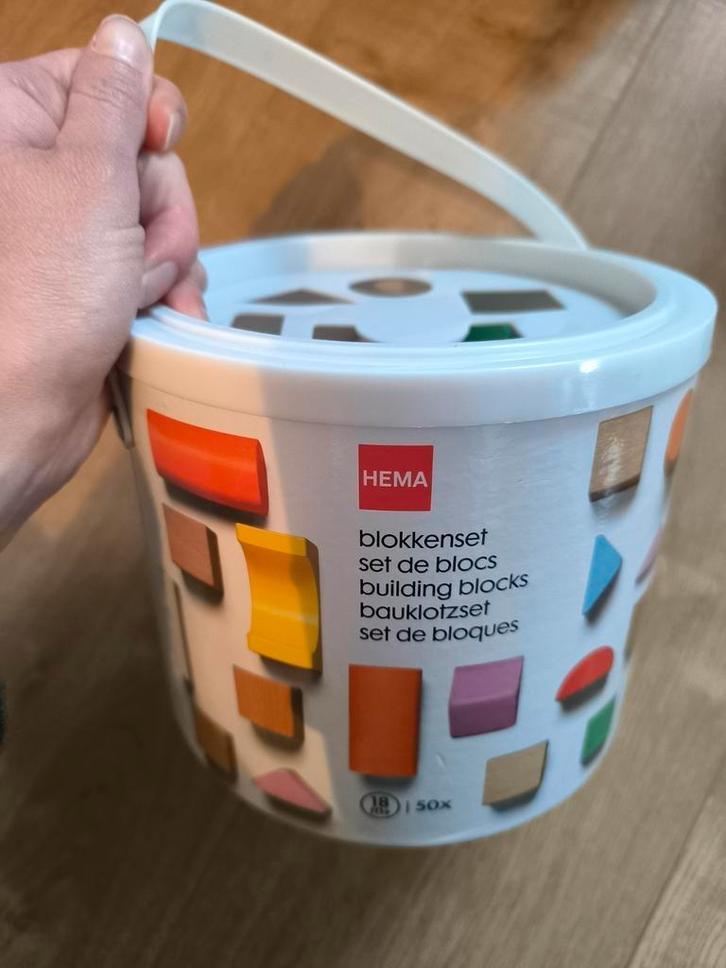 HEMA
blokkenset
set de blocs
building blocks
bauklotzset
set de bloques
18
| 50x